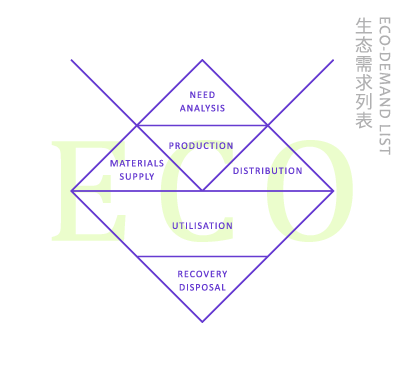 生态需求列表
ECO-DEMAND LIST
NEED
ANALYSIS
PRODUCTION
MATERIALS
SUPPLY
DISTRIBUTION
ECO
UTILISATION
RECOVERY
DISPOSAL